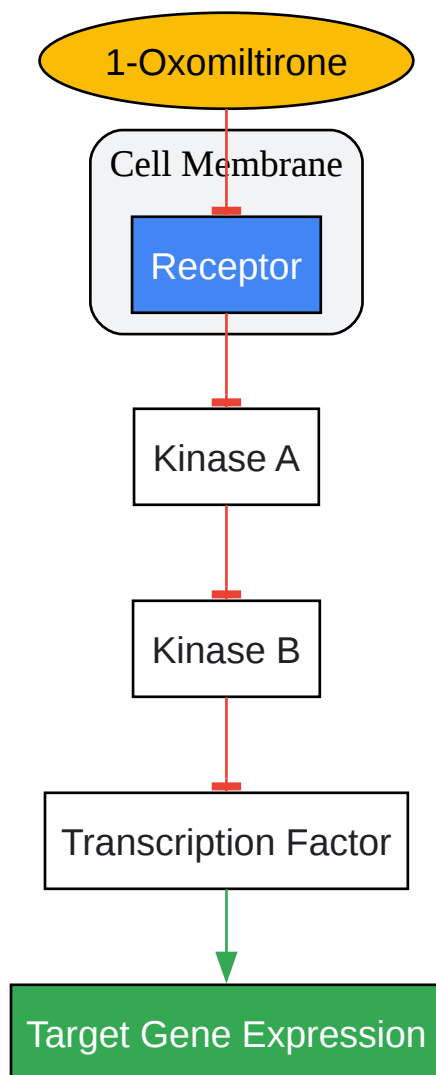 1-Oxomiltirone
Cell Membrane
Receptor
Kinase A
Kinase B
Transcription Factor
Target Gene Expression